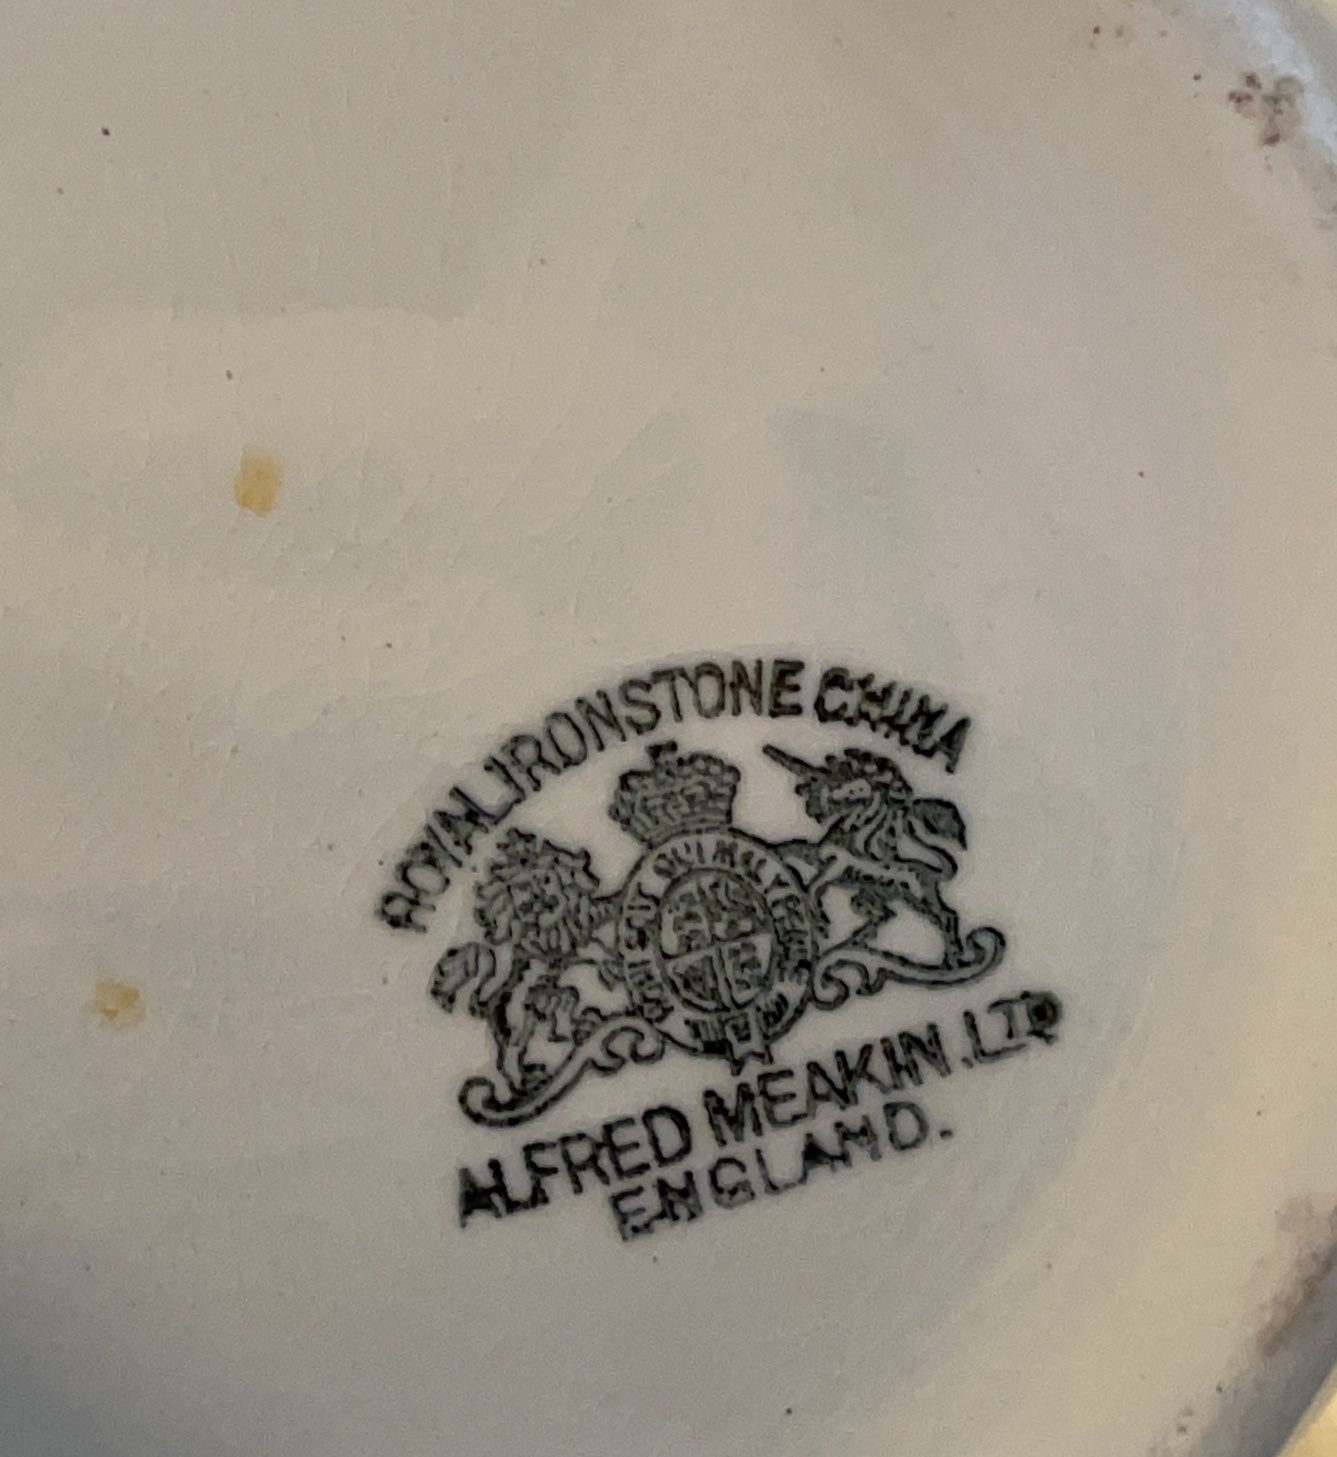 ROYAL IRONSTONE CHINA
ALFRED MEAKIN. LTD
ENGLAND.